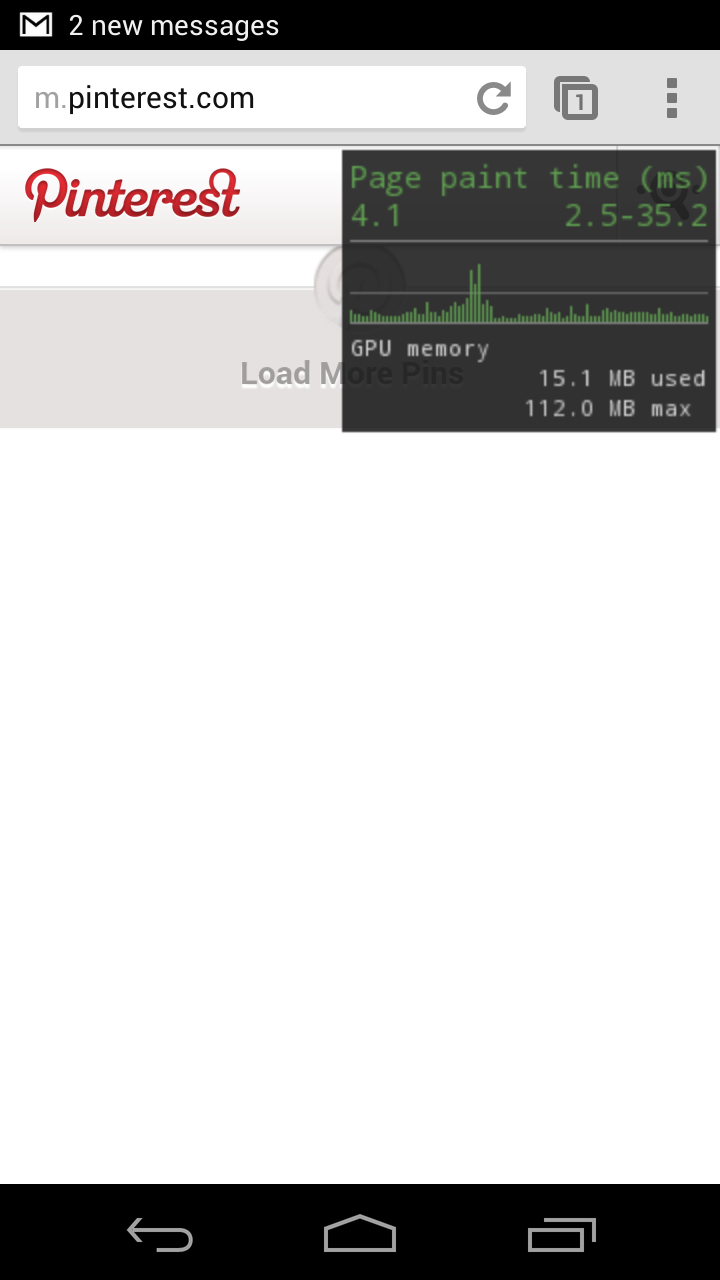 2 new messages
m.pinterest.com
1
Pinterest
Page paint time (ms)
4.1 2.5-35.2
GPU memory
Load More Pins
15.1 MB used
112.0 MB max